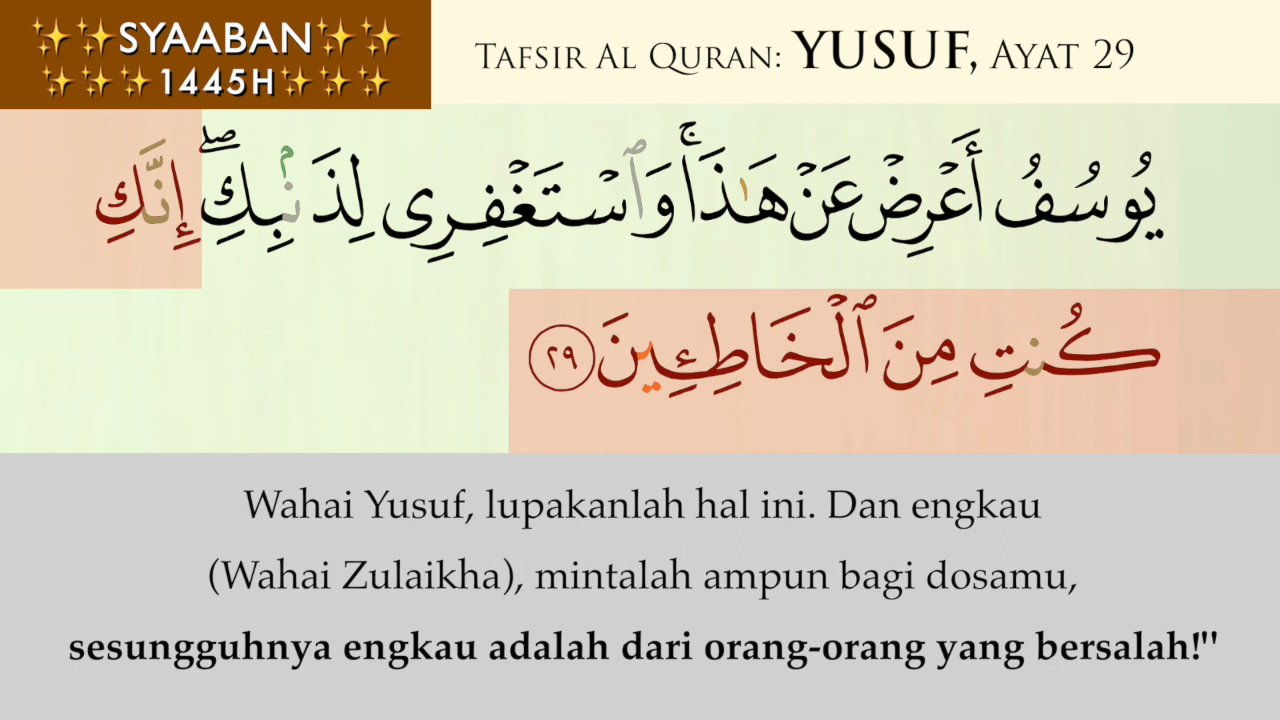 ✨✨SYAABAN✨✨
✨✨✨1445H✨✨✨
TAFSIR AL QURAN: YUSUF, AYAT 29
يُوسُفُ أَعْرِضْ عَنْ هَـٰذَاۚ وَٱسْتَغْفِرِى لِذَنۢبِكِۖ إِنَّكِ
كُنتِ مِنَ ٱلْخَاطِـِٔينَ ٢٩
Wahai Yusuf, lupakanlah hal ini. Dan engkau
(Wahai Zulaikha), mintalah ampun bagi dosamu,
sesungguhnya engkau adalah dari orang-orang yang bersalah!"